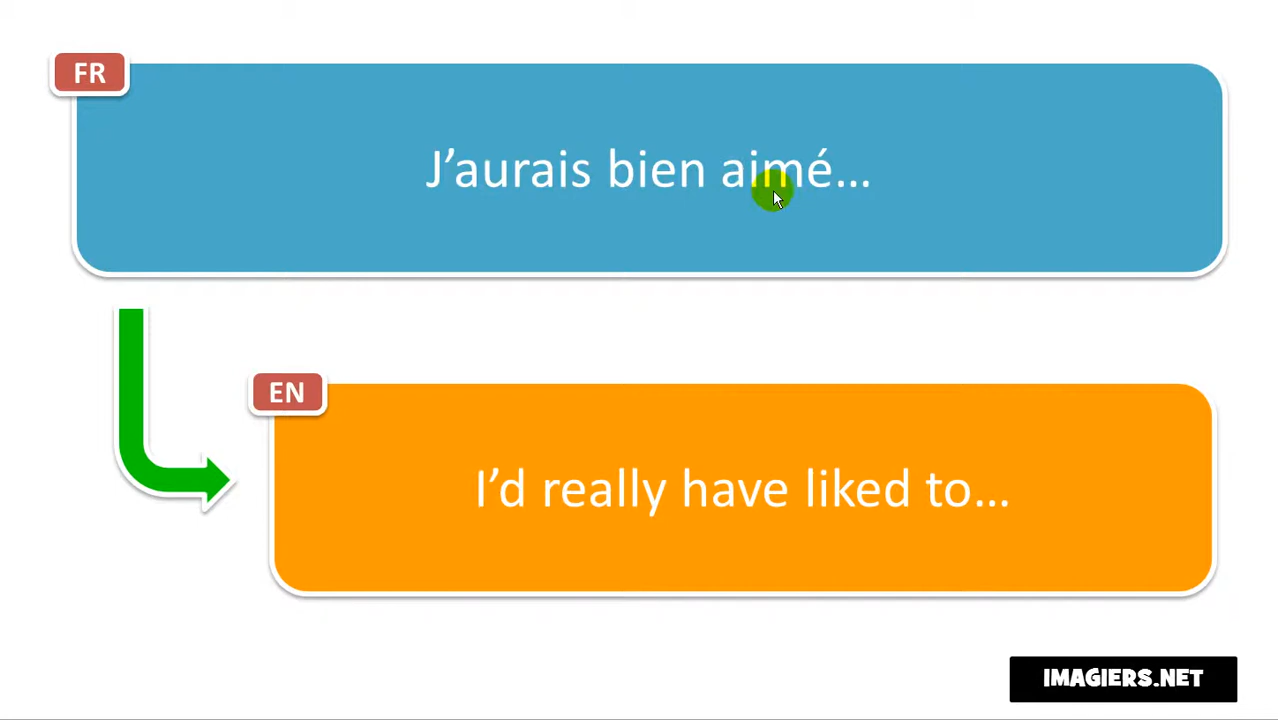 FR
J’aurais bien aimé...
EN
I’d really have liked to...
IMAGIERS.NET